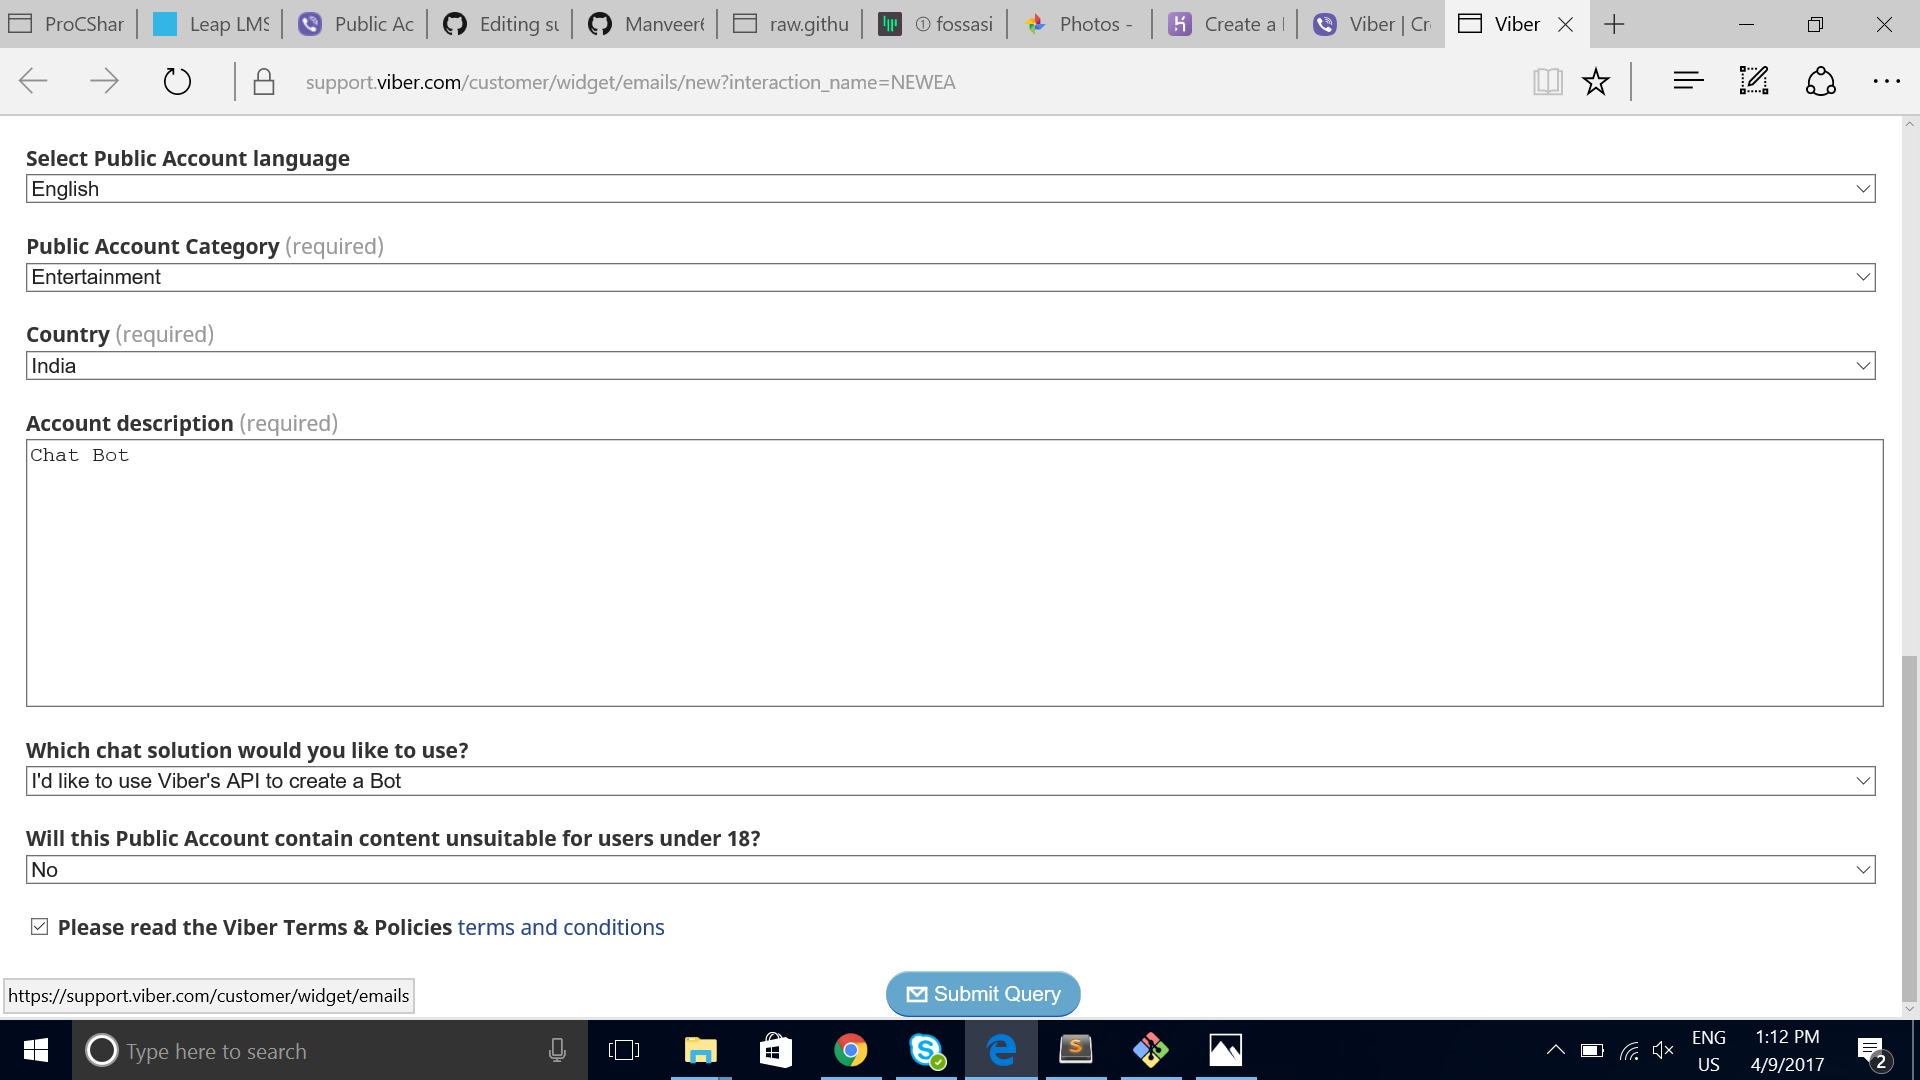 ProCShar
Leap LMS
Public Ac
Editing su
Manveer
raw.githu
① fossasi
Photos -
Create a
Viber | Cr
Viber
support.viber.com/customer/widget/emails/new?interaction_name=NEWEA
Select Public Account language
English
Public Account Category (required)
Entertainment
Country (required)
India
Account description (required)
Chat Bot
Which chat solution would you like to use?
I'd like to use Viber's API to create a Bot
Will this Public Account contain content unsuitable for users under 18?
No
Please read the Viber Terms & Policies terms and conditions
https://support.viber.com/customer/widget/emails
Submit Query
Type here to search
ENG
US
1:12 PM
4/9/2017
2